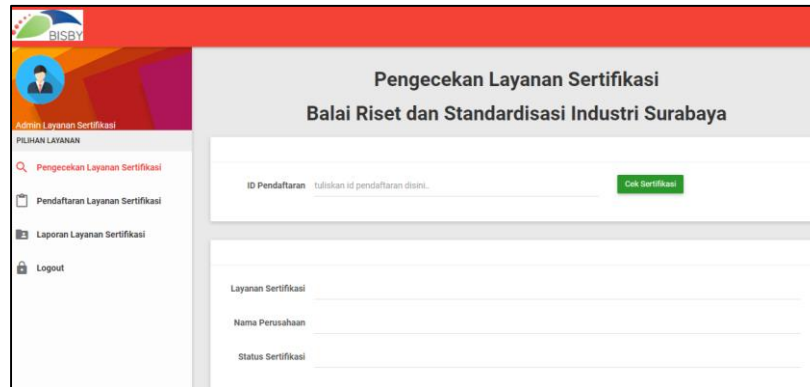 BISBY
Admin Layanan Sertifikasi
PILIHAN LAYANAN
Pengecekan Layanan Sertifikasi
Pendaftaran Layanan Sertifikasi
Laporan Layanan Sertifikasi
Logout
Pengecekan Layanan Sertifikasi
Balai Riset dan Standardisasi Industri Surabaya
ID Pendaftaran tuliskan id pendaftaran disini.. Cek Sertifikasi
Layanan Sertifikasi
Nama Perusahaan
Status Sertifikasi